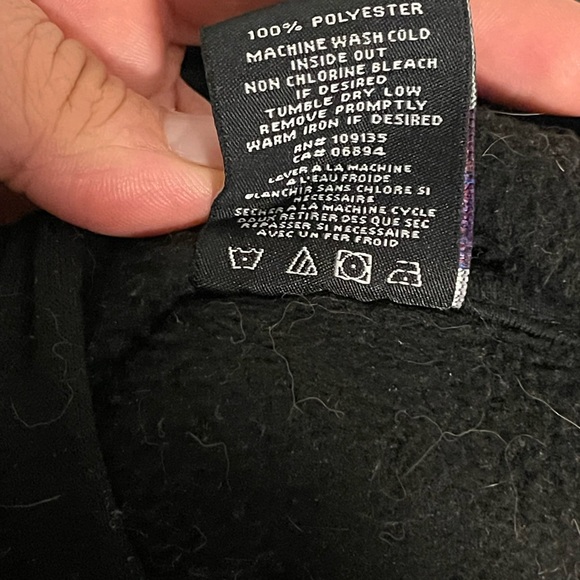 100% POLYESTER
MACHINE WASH COLD
INSIDE OUT
NON CHLORINE BLEACH
IF DESIRED
TUMBLE DRY LOW
REMOVE PROMPTLY
WARM IRON IF DESIRED
RN# 109135
CA# 06894
LAVER À LA MACHINE
À L'EAU FROIDE
BLANCHIR SANS CHLORE SI
NÉCESSAIRE
SECHER À LA MACHINE CYCLE
DOUX RETIRER DES QUE SEC
REPASSER SI NECESSAIRE
AVEC UN FER FROID